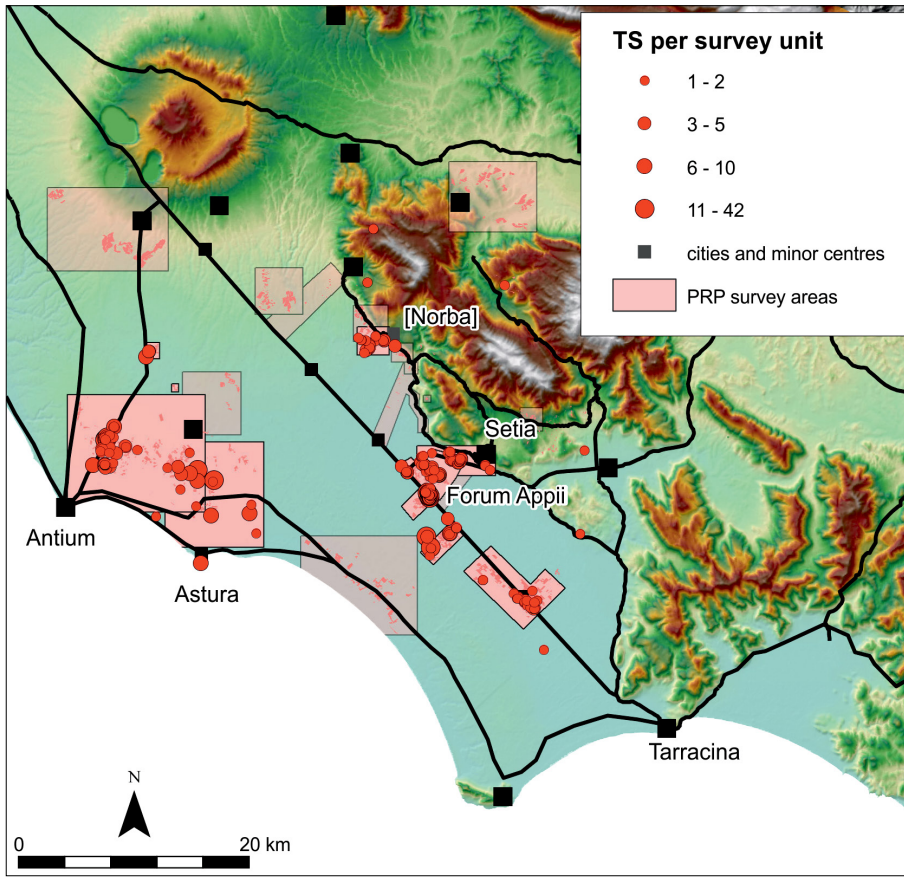 TS per survey unit
1 - 2
3 - 5
6 - 10
11 - 42
cities and minor centres
PRP survey areas
[Norba]
Setia
Forum Appii
Antium
Astura
Tarracina
N
0 20 km